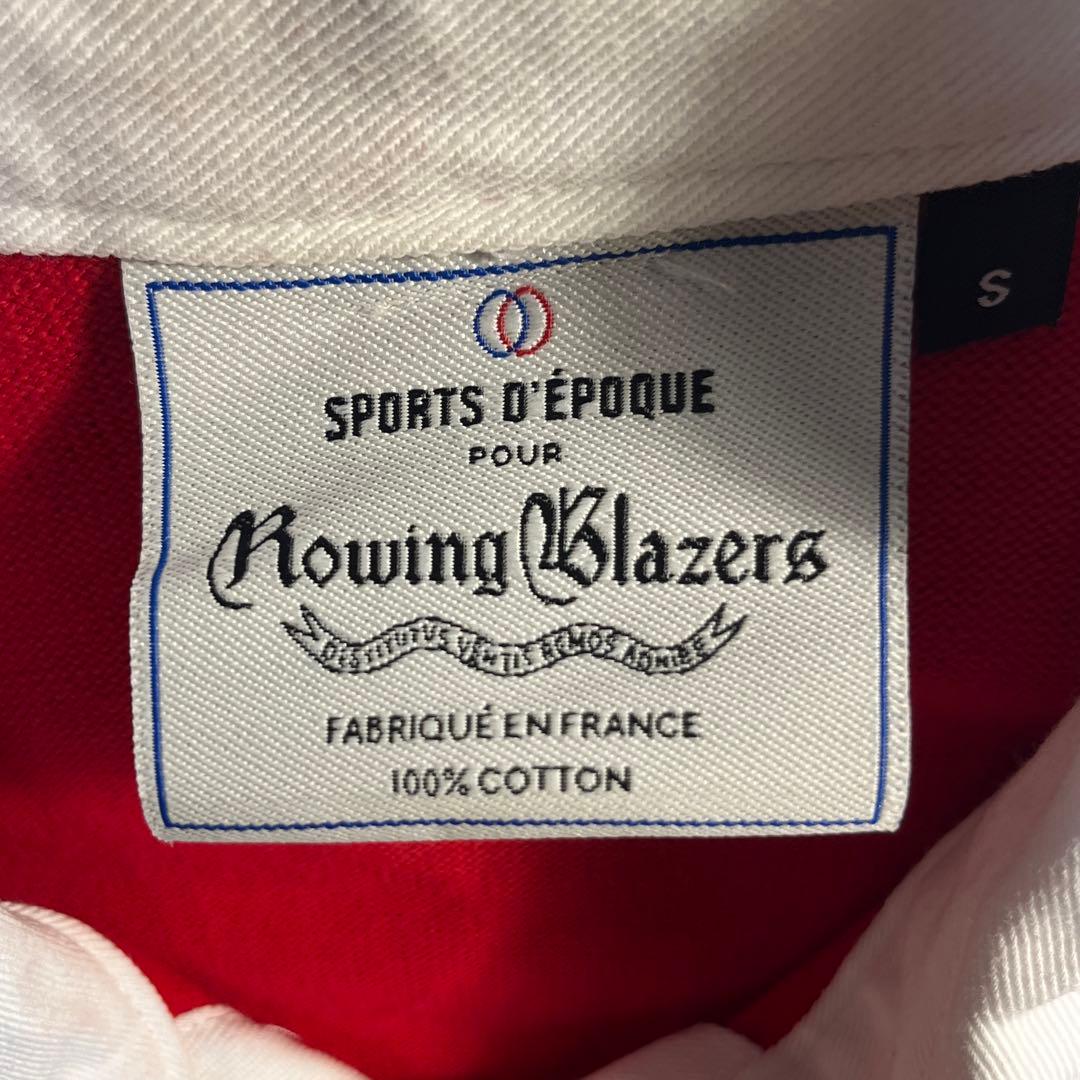 S
SPORTS D'ÉPOQUE
POUR
Rowing Blazers
DESTITUTUS VENTIS REMOS ADHIBE
FABRIQUÉ EN FRANCE
100% COTTON